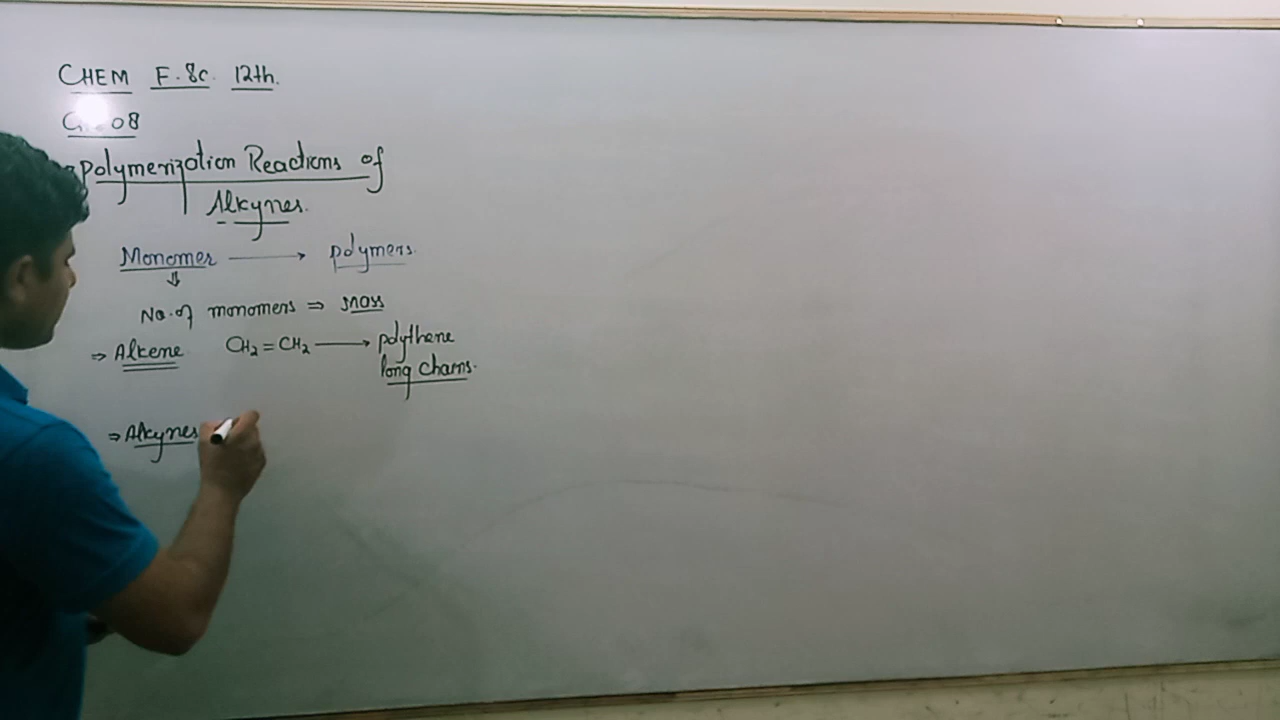 CHEM F.Sc. 12th.
08
Polymerization Reactions of
Alkynes.
Monomer ⟶ polymers.
⇓
No. of monomers ⇒ mass
⇒ Alkene CH₂ = CH₂ ⟶ polythene
long chains.
⇒ Alkynes